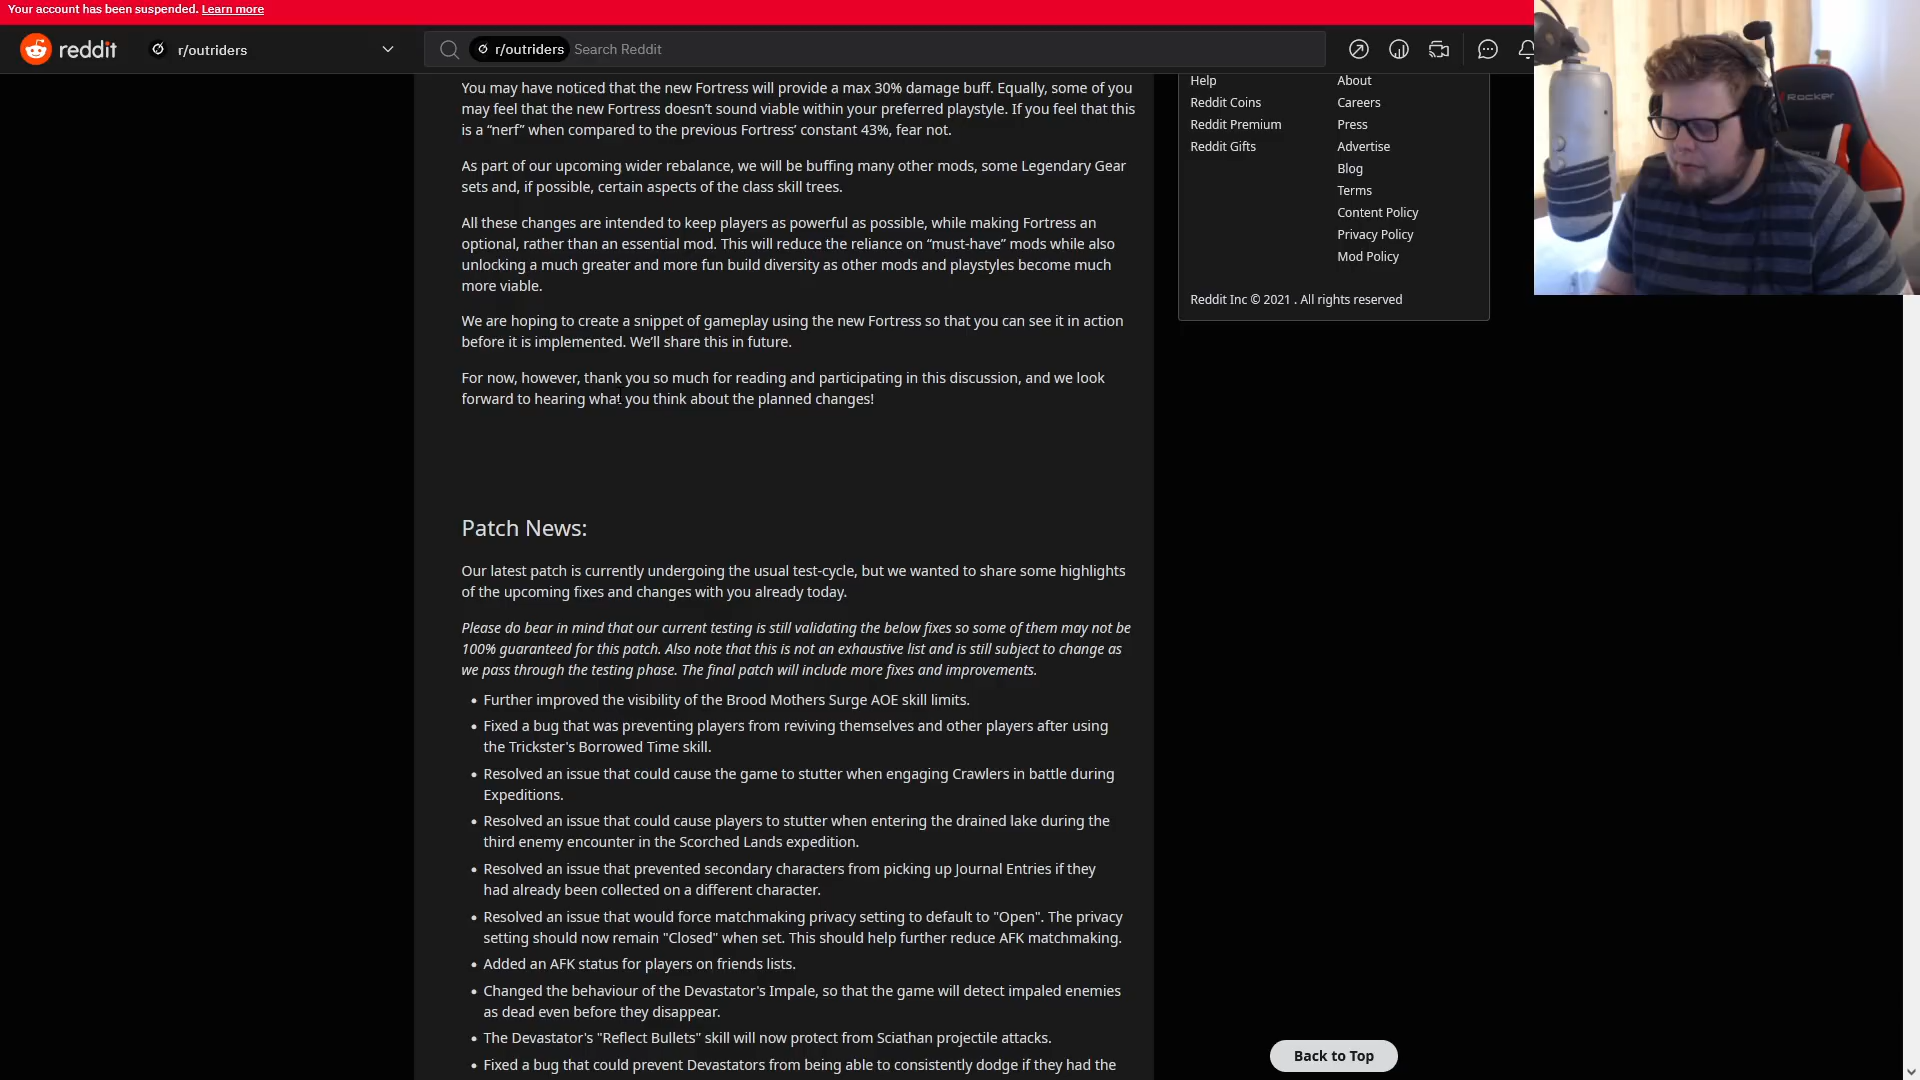 Your account has been suspended. Learn more
reddit
r/outriders
r/outriders Search Reddit
You may have noticed that the new Fortress will provide a max 30% damage buff. Equally, some of you
may feel that the new Fortress doesn’t sound viable within your preferred playstyle. If you feel that this
is a “nerf” when compared to the previous Fortress’ constant 43%, fear not.
As part of our upcoming wider rebalance, we will be buffing many other mods, some Legendary Gear
sets and, if possible, certain aspects of the class skill trees.
All these changes are intended to keep players as powerful as possible, while making Fortress an
optional, rather than an essential mod. This will reduce the reliance on “must-have” mods while also
unlocking a much greater and more fun build diversity as other mods and playstyles become much
more viable.
We are hoping to create a snippet of gameplay using the new Fortress so that you can see it in action
before it is implemented. We’ll share this in future.
For now, however, thank you so much for reading and participating in this discussion, and we look
forward to hearing what you think about the planned changes!
Patch News:
Our latest patch is currently undergoing the usual test-cycle, but we wanted to share some highlights
of the upcoming fixes and changes with you already today.
Please do bear in mind that our current testing is still validating the below fixes so some of them may not be
100% guaranteed for this patch. Also note that this is not an exhaustive list and is still subject to change as
we pass through the testing phase. The final patch will include more fixes and improvements.
• Further improved the visibility of the Brood Mothers Surge AOE skill limits.
• Fixed a bug that was preventing players from reviving themselves and other players after using
the Trickster's Borrowed Time skill.
• Resolved an issue that could cause the game to stutter when engaging Crawlers in battle during
Expeditions.
• Resolved an issue that could cause players to stutter when entering the drained lake during the
third enemy encounter in the Scorched Lands expedition.
• Resolved an issue that prevented secondary characters from picking up Journal Entries if they
had already been collected on a different character.
• Resolved an issue that would force matchmaking privacy setting to default to "Open". The privacy
setting should now remain "Closed" when set. This should help further reduce AFK matchmaking.
• Added an AFK status for players on friends lists.
• Changed the behaviour of the Devastator's Impale, so that the game will detect impaled enemies
as dead even before they disappear.
• The Devastator's "Reflect Bullets" skill will now protect from Sciathan projectile attacks.
• Fixed a bug that could prevent Devastators from being able to consistently dodge if they had the
Help
Reddit Coins
Reddit Premium
Reddit Gifts
About
Careers
Press
Advertise
Blog
Terms
Content Policy
Privacy Policy
Mod Policy
Reddit Inc © 2021 . All rights reserved
Back to Top
Rocker